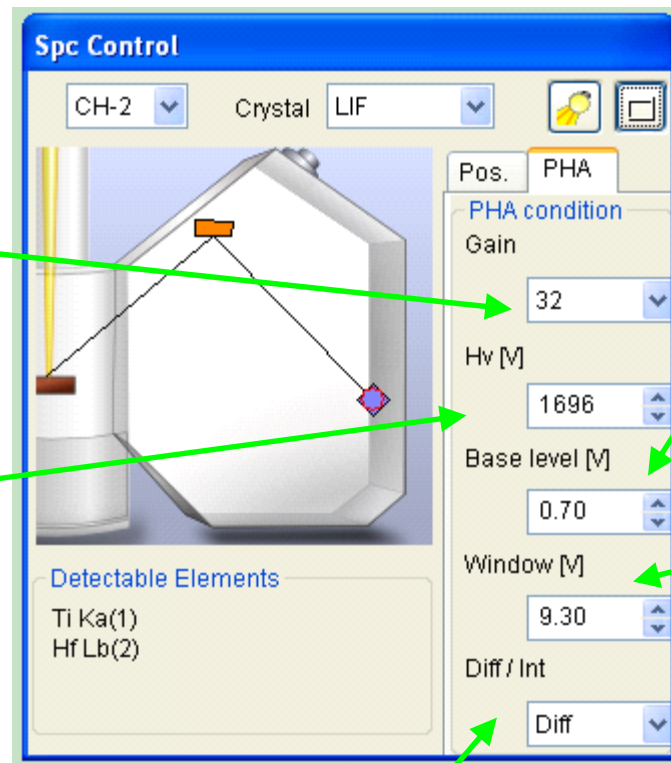 Spc Control
CH-2 Crystal LIF
Pos. PHA
PHA condition
Gain
32
Hv [V]
1696
Base level [V]
0.70
Window [V]
9.30
Diff / Int
Diff
Detectable Elements
Ti Ka(1)
Hf Lb(2)